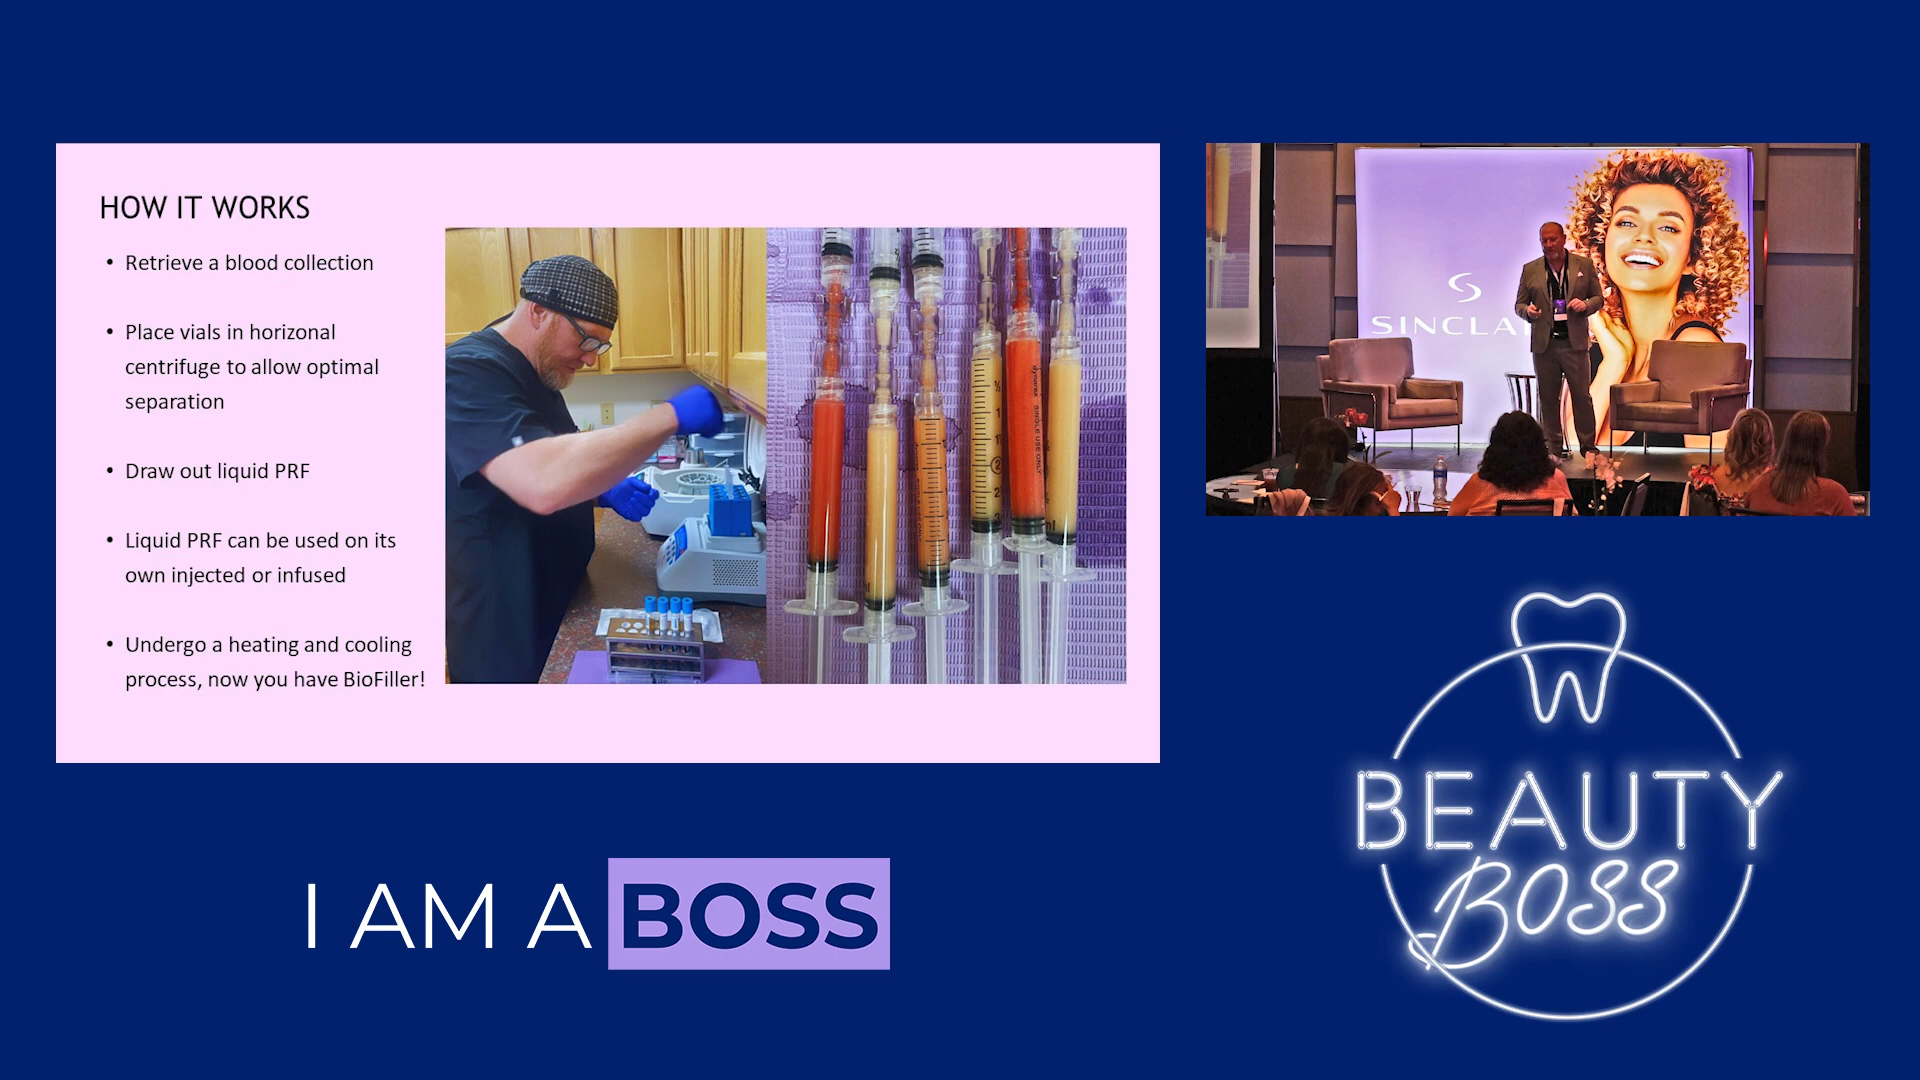 HOW IT WORKS
• Retrieve a blood collection
• Place vials in horizonal
centrifuge to allow optimal
separation
• Draw out liquid PRF
• Liquid PRF can be used on its
own injected or infused
• Undergo a heating and cooling
process, now you have BioFiller!
SINCLA
I AM A BOSS
BEAUTY
BOSS